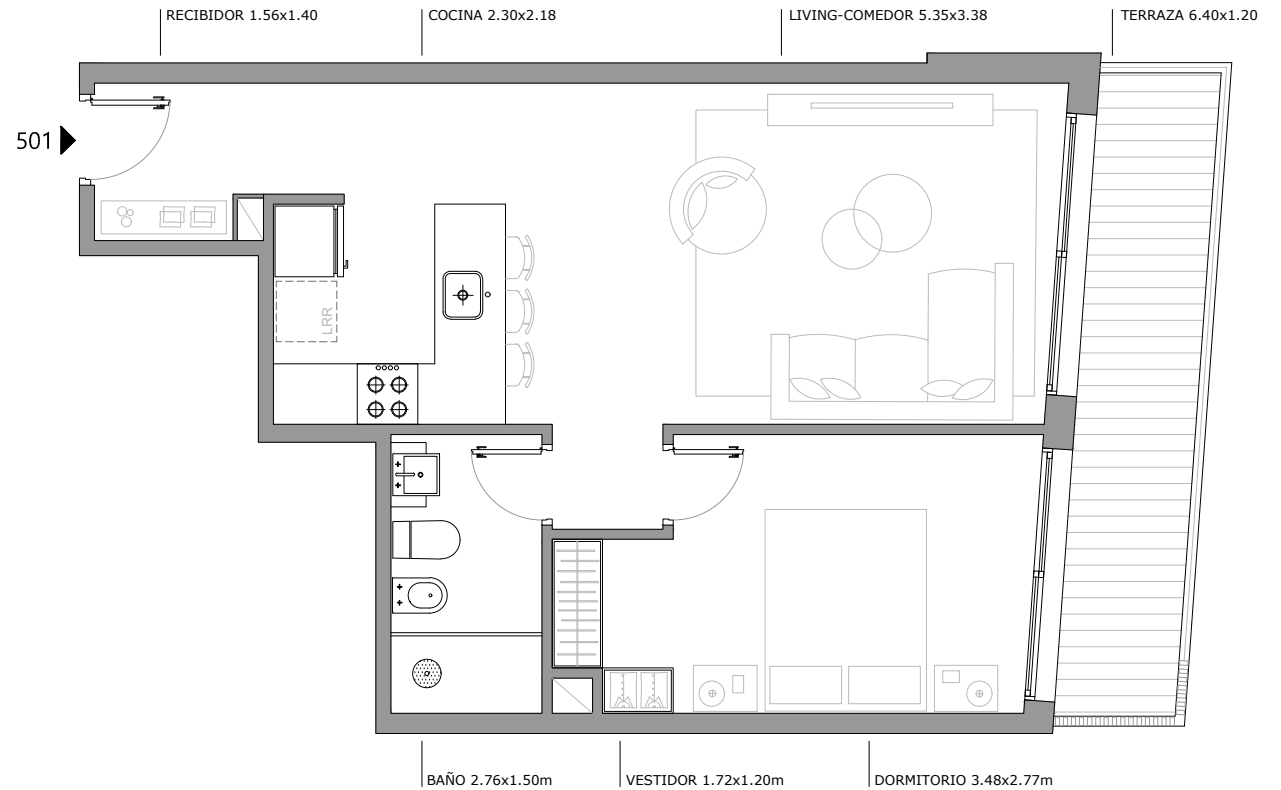 RECIBIDOR 1.56x1.40
COCINA 2.30x2.18
LIVING-COMEDOR 5.35x3.38
TERRAZA 6.40x1.20
501
LRR
BAÑO 2.76x1.50m
VESTIDOR 1.72x1.20m
DORMITORIO 3.48x2.77m